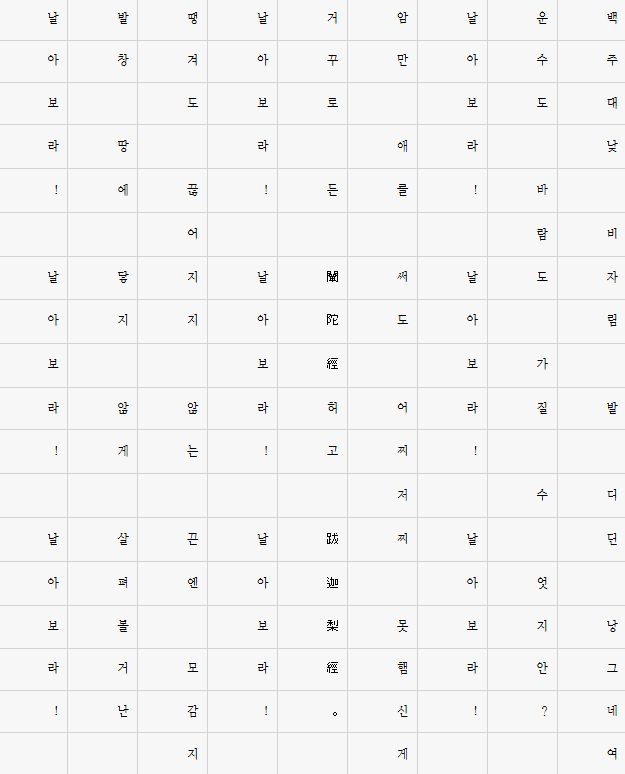 백주대낮 비자림 발 디딘 낭그네여
운수도 바람도 가질 수 엇지안?
날아보라! 날아보라! 날아보라!
암만 애를 써도 어찌저찌 못햄신게
거꾸로 든 闡陀經허고 跋迦梨經。
날아보라! 날아보라! 날아보라!
땡겨도 끊어지지 않는 끈엔 모감지
발창 땅에 닿지 않게 살펴불거난
날아보라! 날아보라! 날아보라!